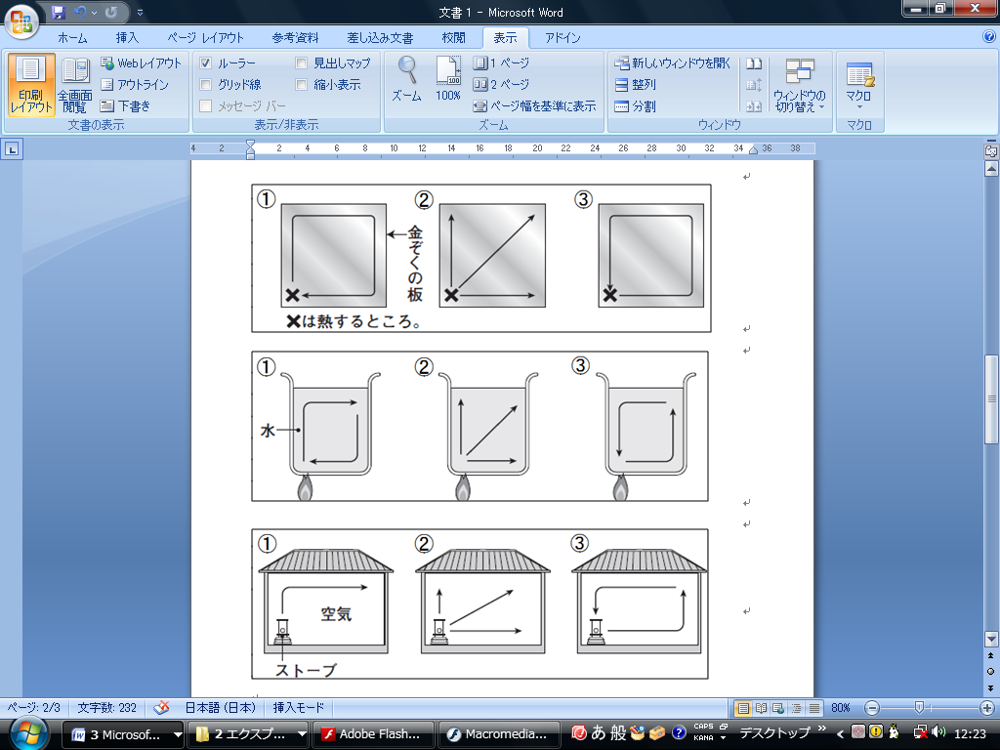 文書 1 - Microsoft Word
ホーム 挿入 ページ レイアウト 参考資料 差し込み文書 校閲 表示 アドイン
印刷
レイアウト
全画面
閲覧
Webレイアウト
アウトライン
下書き
文書の表示
ルーラー
グリッド線
メッセージ バー
見出しマップ
縮小表示
表示/非表示
ズーム
100%
1 ページ
2 ページ
ページ幅を基準に表示
ズーム
新しいウィンドウを開く
整列
分割
ウィンドウの
切り替え
ウィンドウ
マクロ
マクロ
4 2 2 4 6 8 10 12 14 16 18 20 22 24 26 28 30 32 34 36 38
① ② ③
金ぞくの板
✖は熱するところ。
① ② ③
水
① ② ③
空気
ストーブ
ページ: 2/3 文字数: 232 日本語 (日本) 挿入モード 80%
3 Microsof... 2 エクスプ... Adobe Flash... Macromedia... あ 般 CAPS KANA デスクトップ 12:23